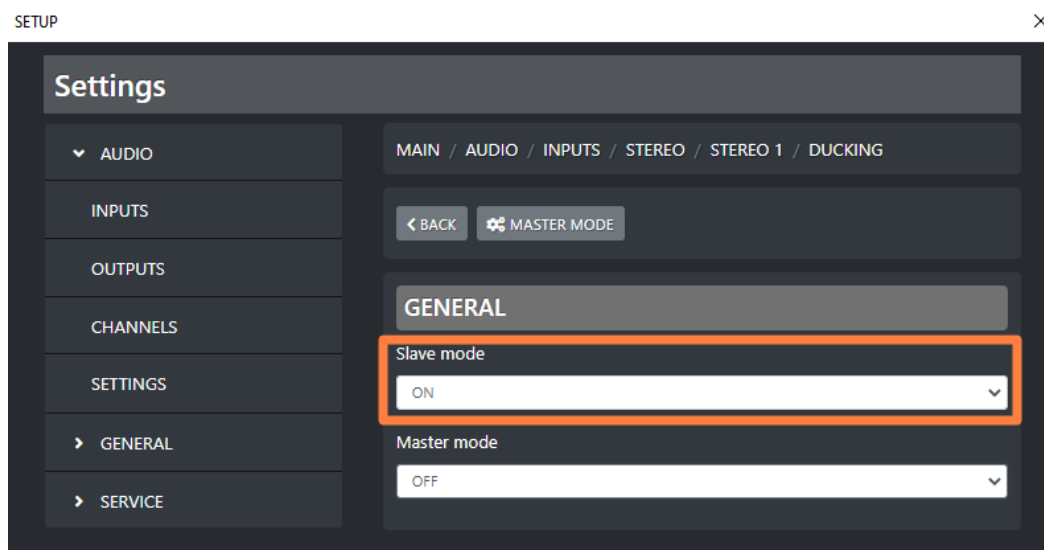 SETUP
Settings
AUDIO
INPUTS
OUTPUTS
CHANNELS
SETTINGS
GENERAL
SERVICE
MAIN / AUDIO / INPUTS / STEREO / STEREO 1 / DUCKING
BACK MASTER MODE
GENERAL
Slave mode
ON
Master mode
OFF